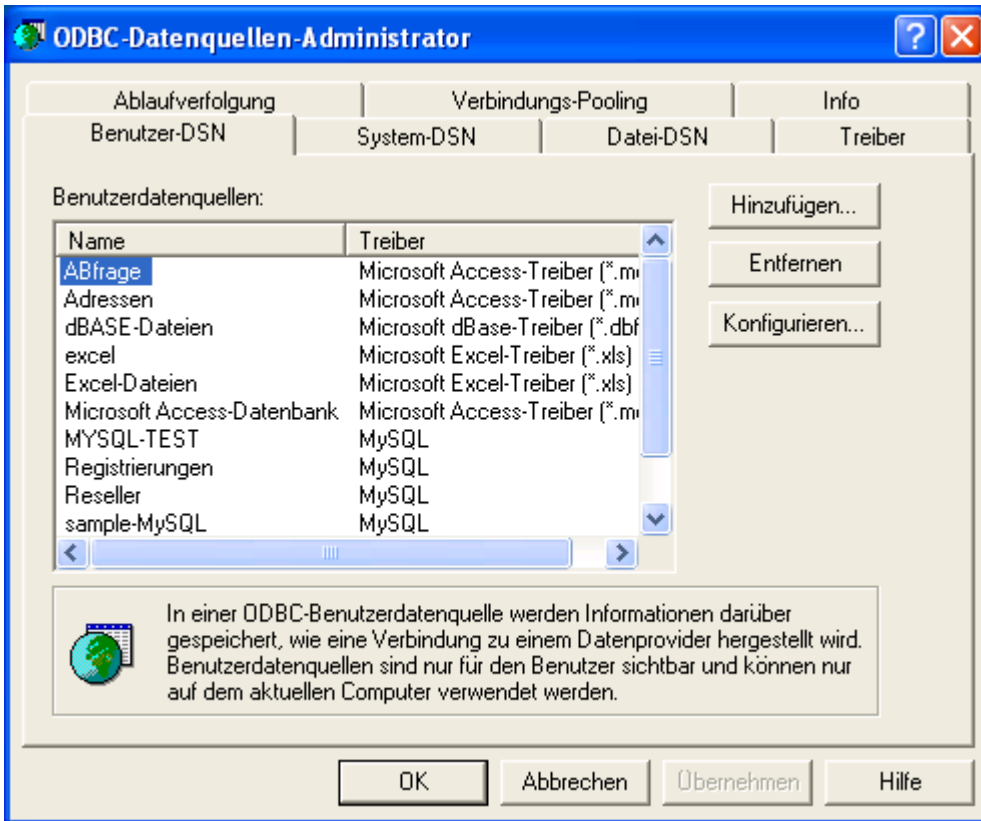 ODBC-Datenquellen-Administrator
Ablaufverfolgung Verbindungs-Pooling Info
Benutzer-DSN System-DSN Datei-DSN Treiber
Benutzerdatenquellen:
Hinzufügen...
Name Treiber
ABfrage Microsoft Access-Treiber (*.m
Entfernen
Adressen Microsoft Access-Treiber (*.m
dBASE-Dateien Microsoft dBase-Treiber (*.dbf
Konfigurieren...
excel Microsoft Excel-Treiber (*.xls)
Excel-Dateien Microsoft Excel-Treiber (*.xls)
Microsoft Access-Datenbank Microsoft Access-Treiber (*.m
MYSQL-TEST MySQL
Registrierungen MySQL
Reseller MySQL
sample-MySQL MySQL
In einer ODBC-Benutzerdatenquelle werden Informationen darüber
gespeichert, wie eine Verbindung zu einem Datenprovider hergestellt wird.
Benutzerdatenquellen sind nur für den Benutzer sichtbar und können nur
auf dem aktuellen Computer verwendet werden.
OK Abbrechen Übernehmen Hilfe